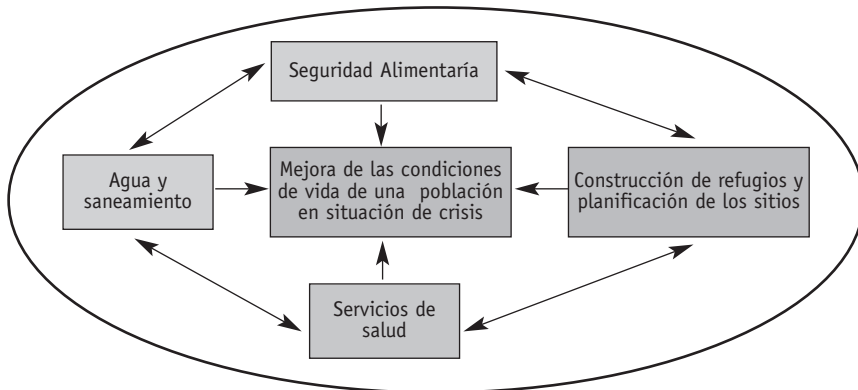 Seguridad Alimentaría
Agua y
saneamiento
Mejora de las condiciones
de vida de una población
en situación de crisis
Construcción de refugios y
planificación de los sitios
Servicios de
salud